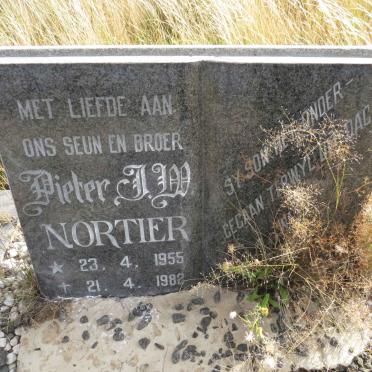 MET LIEFDE AAN
ONS SEUN EN BROER
Pieter J.W
NORTIER
* 23. 4. 1955
† 21. 4. 1982
SY SON HET ONDER-
GEGAAN TERWYL DIT DAG